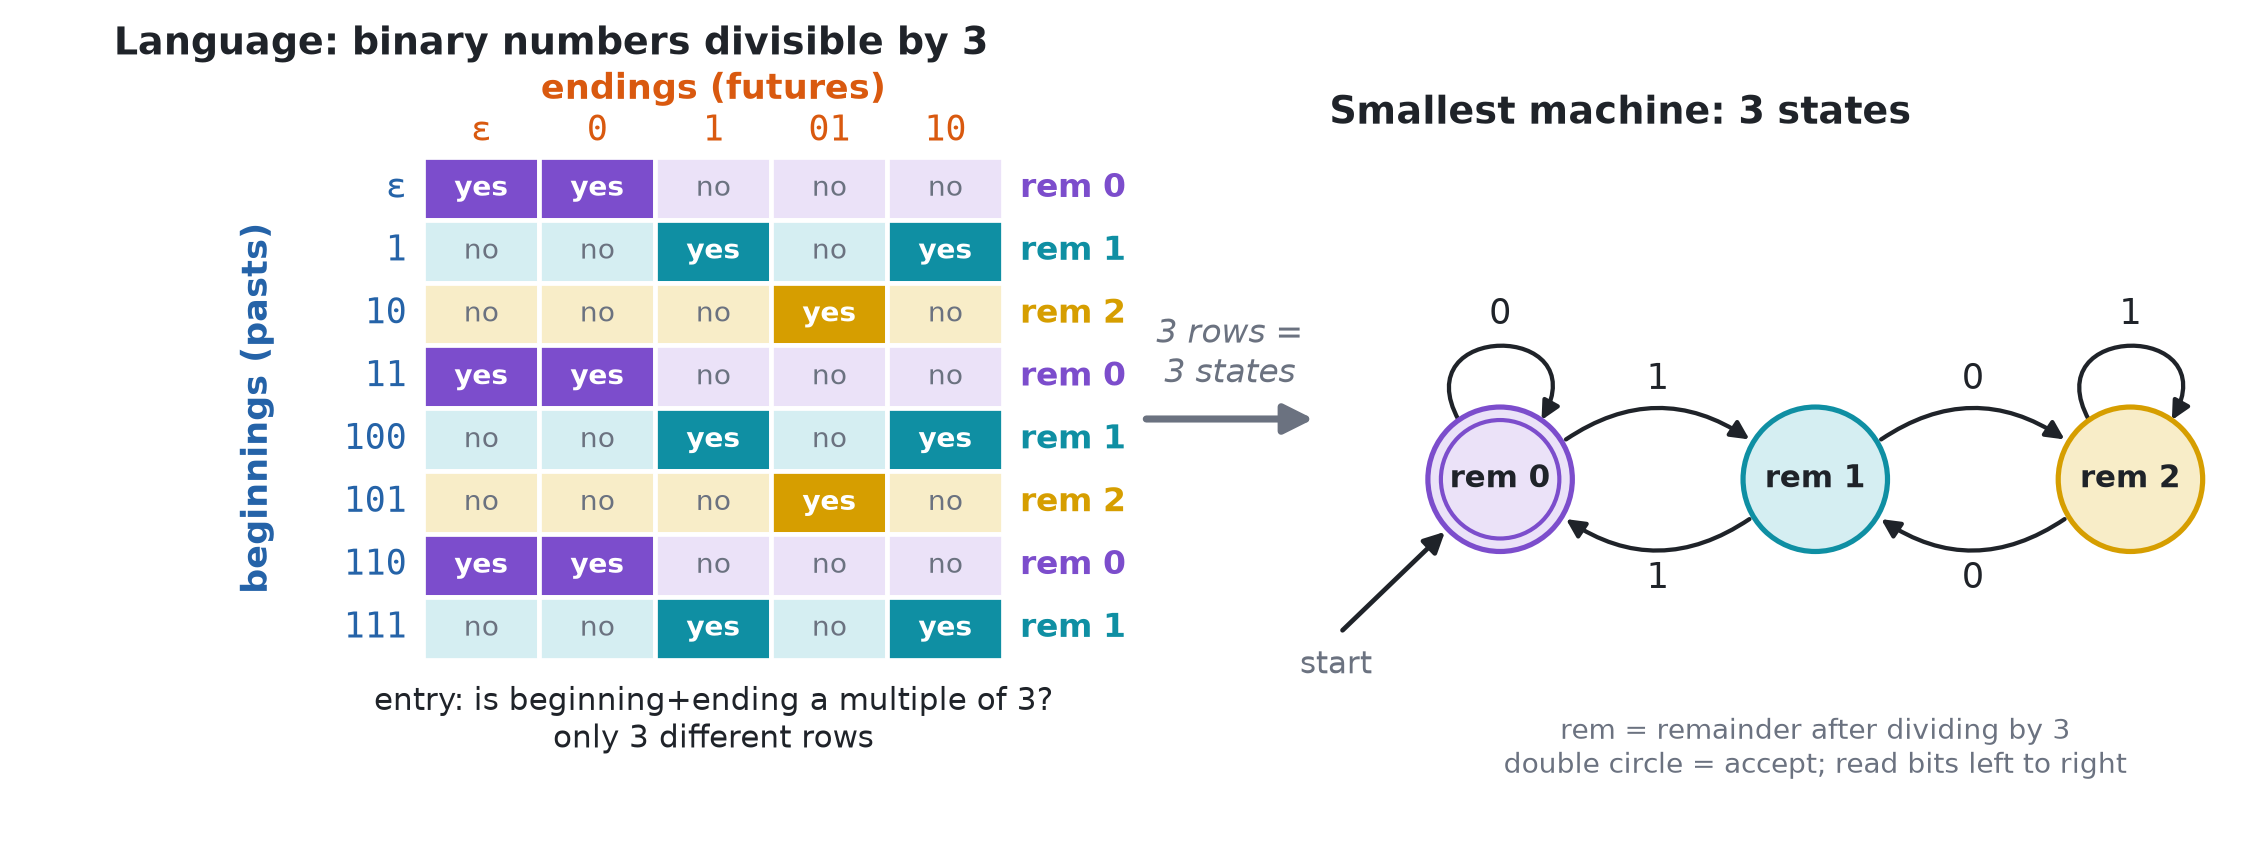 Language: binary numbers divisible by 3
endings (futures)
ε 0 1 01 10
beginnings (pasts)
ε yes yes no no no rem 0
1 no no yes no yes rem 1
10 no no no yes no rem 2
11 yes yes no no no rem 0
100 no no yes no yes rem 1
101 no no no yes no rem 2
110 yes yes no no no rem 0
111 no no yes no yes rem 1
entry: is beginning+ending a multiple of 3?
only 3 different rows
3 rows =
3 states
Smallest machine: 3 states
0 1
1 0
rem 0 rem 1 rem 2
1 0
start
rem = remainder after dividing by 3
double circle = accept; read bits left to right